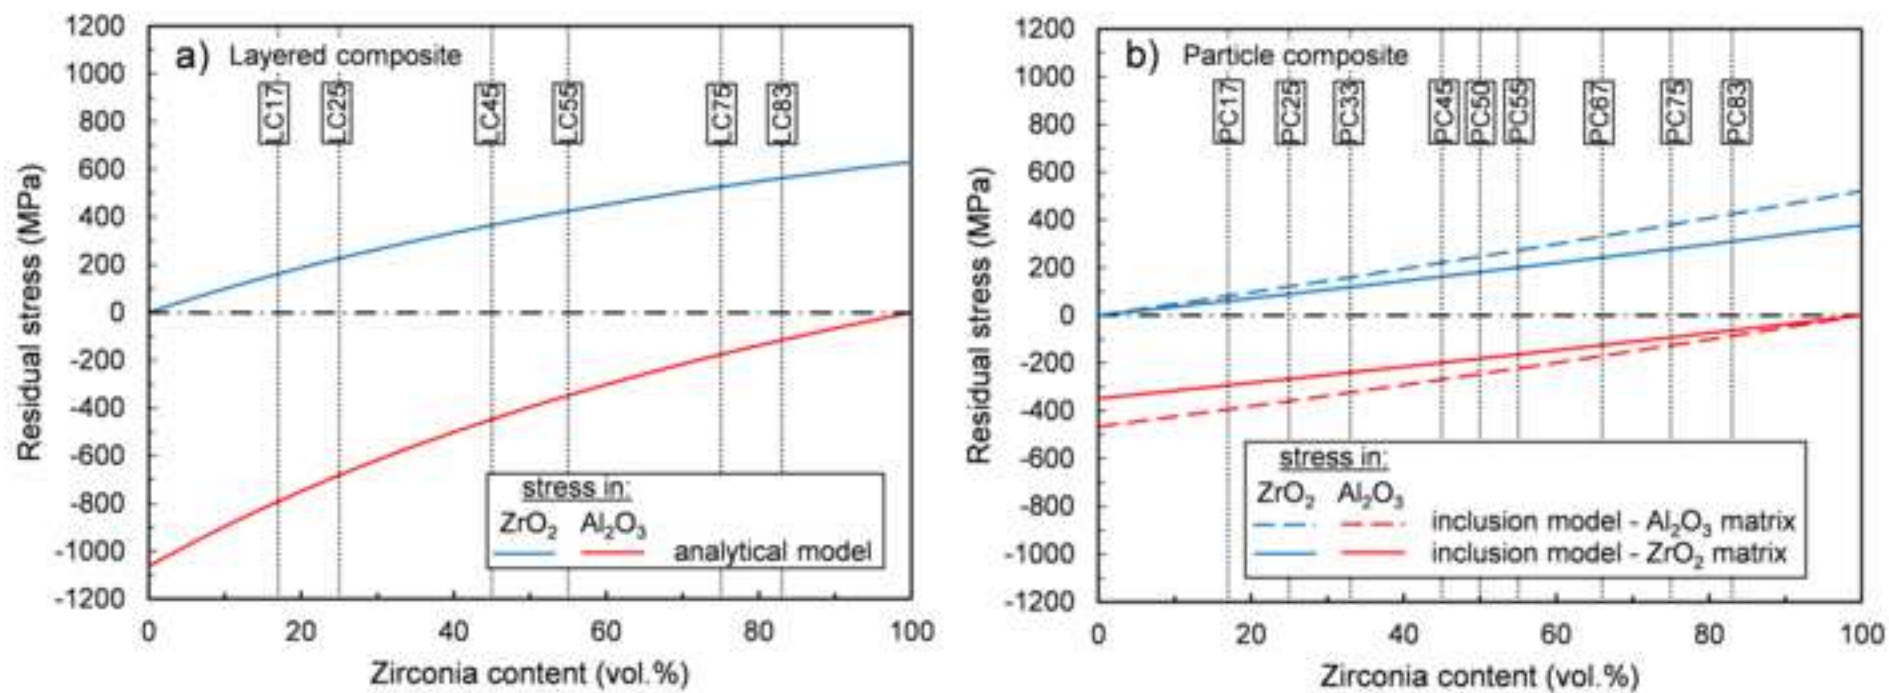 a) Layered composite
LC17
LC25
LC45
LC55
LC75
LC83
Residual stress (MPa)
1200
1000
800
600
400
200
0
-200
-400
-600
-800
-1000
-1200
stress in:
ZrO₂ Al₂O₃
analytical model
0 20 40 60 80 100
Zirconia content (vol.%)
b) Particle composite
PC17
PC25
PC33
PC45
PC50
PC55
PC67
PC75
PC83
Residual stress (MPa)
1200
1000
800
600
400
200
0
-200
-400
-600
-800
-1000
-1200
stress in:
ZrO₂ Al₂O₃
inclusion model - Al₂O₃ matrix
inclusion model - ZrO₂ matrix
0 20 40 60 80 100
Zirconia content (vol.%)